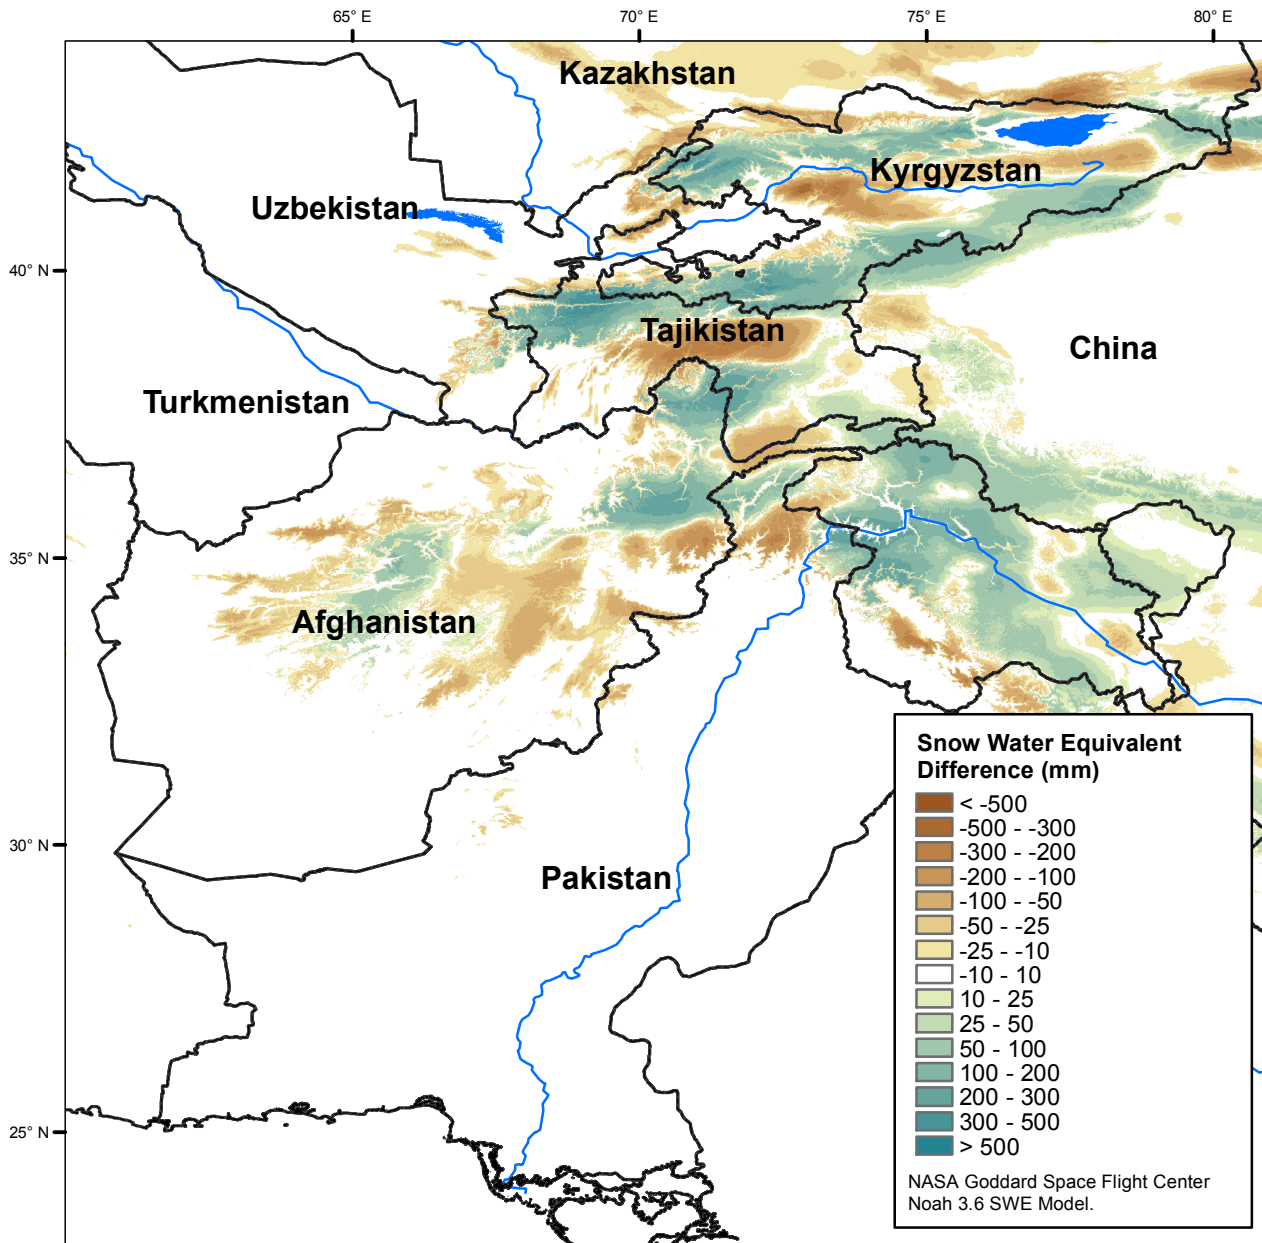 65° E
70° E
75° E
80° E
Kazakhstan
Kyrgyzstan
Uzbekistan
40° N
Tajikistan
China
Turkmenistan
35° N
Afghanistan
30° N
Pakistan
25° N
Snow Water Equivalent
Difference (mm)
< -500
-500 - -300
-300 - -200
-200 - -100
-100 - -50
-50 - -25
-25 - -10
-10 - 10
10 - 25
25 - 50
50 - 100
100 - 200
200 - 300
300 - 500
> 500
NASA Goddard Space Flight Center
Noah 3.6 SWE Model.